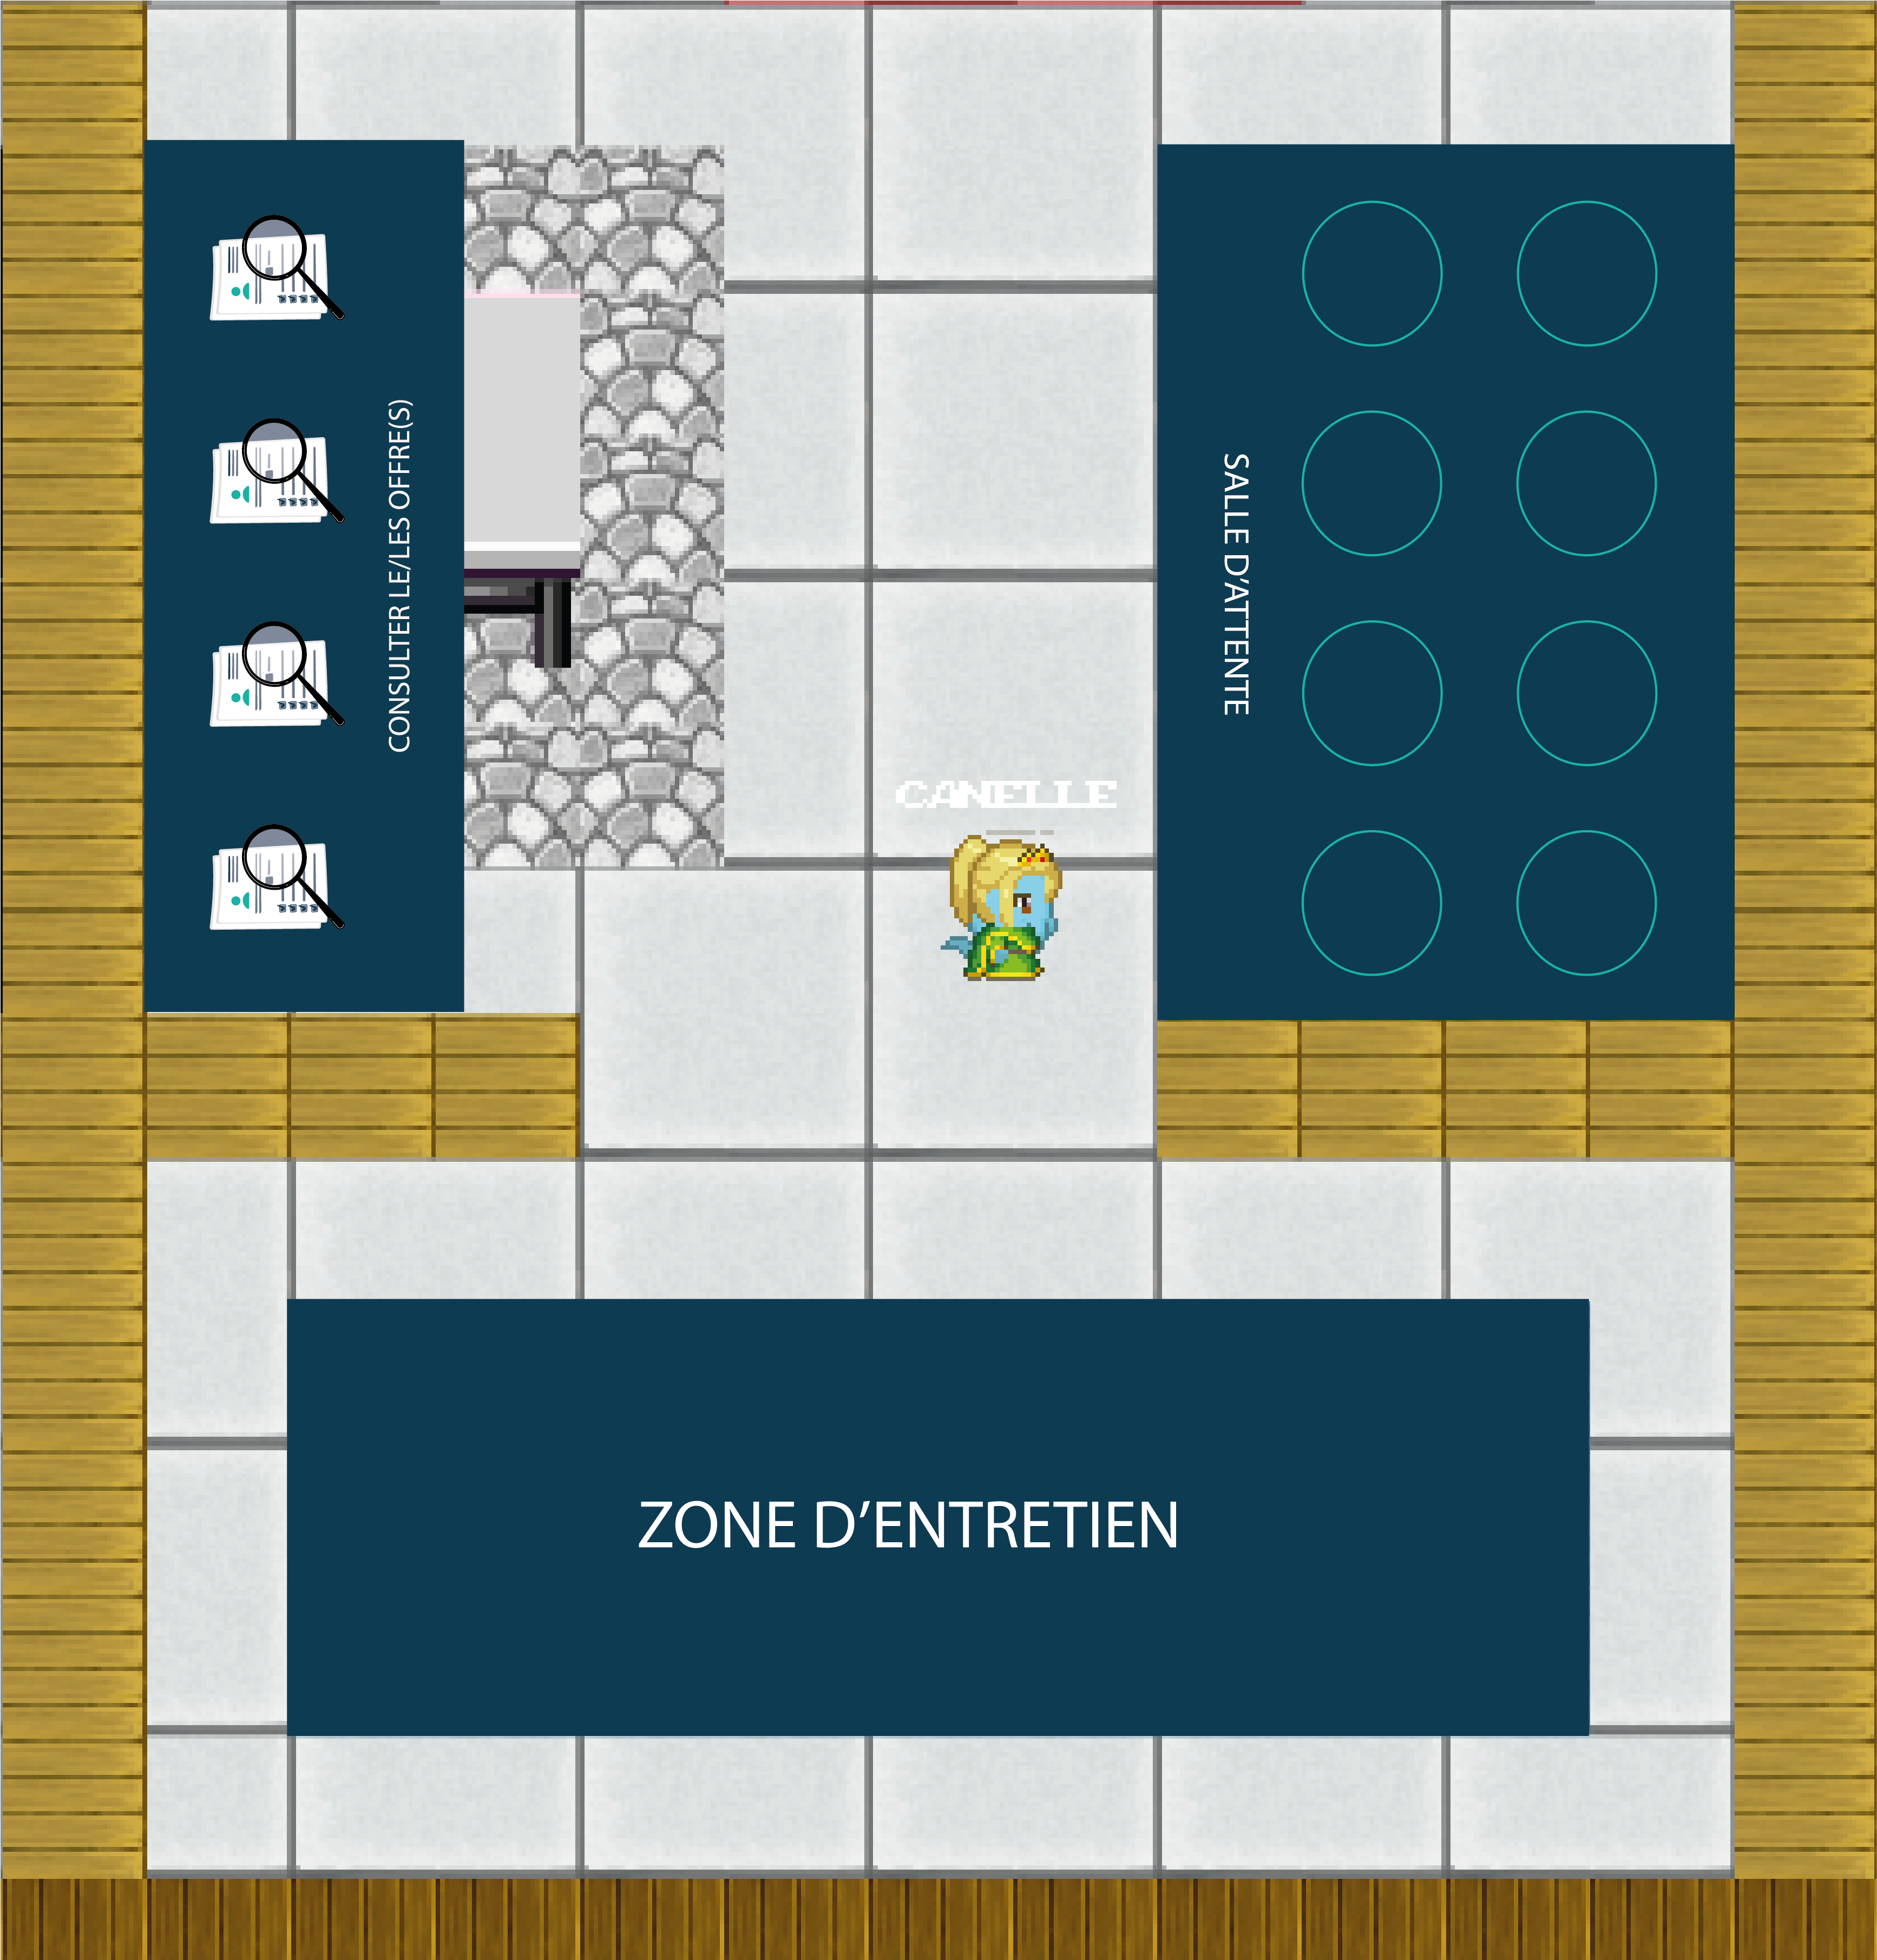 CONSULTER LE/LES OFFRE(S)
SALLE D’ATTENTE
CANELLE
ZONE D’ENTRETIEN